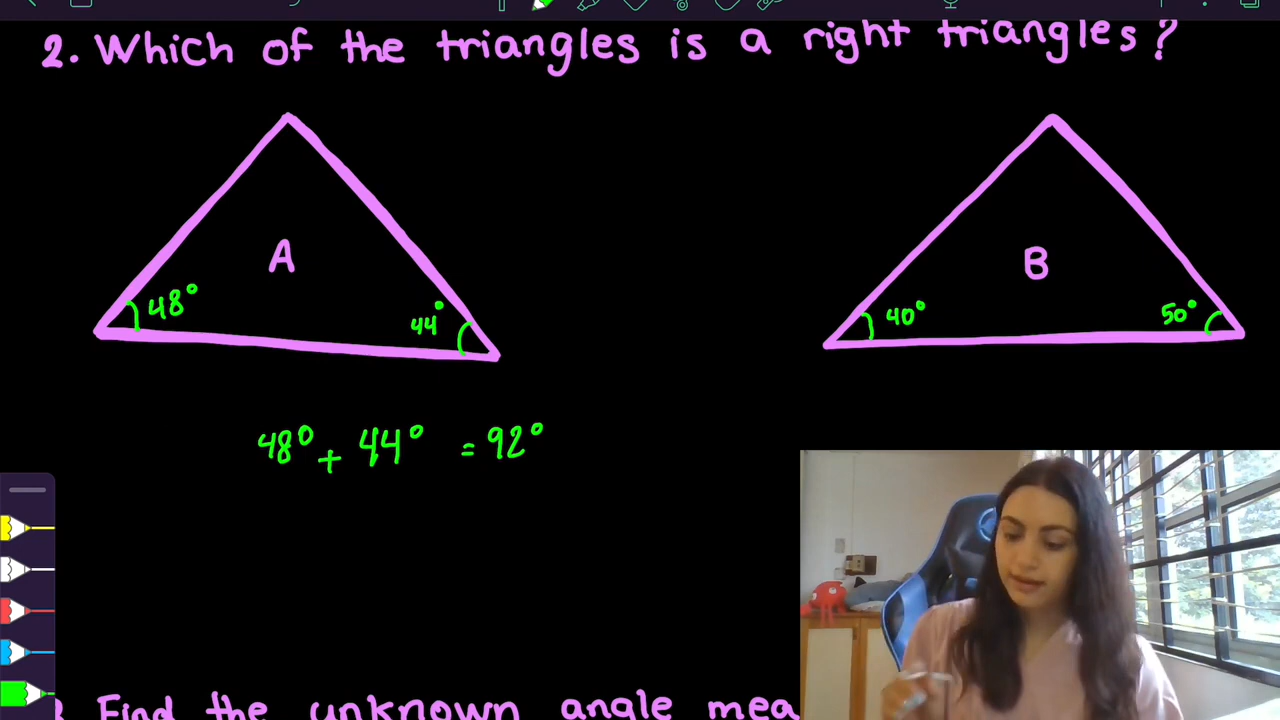 2. Which of the triangles is a right triangles?
A
B
48°
44°
40°
50°
48° + 44° = 92°
Find the unknown angle